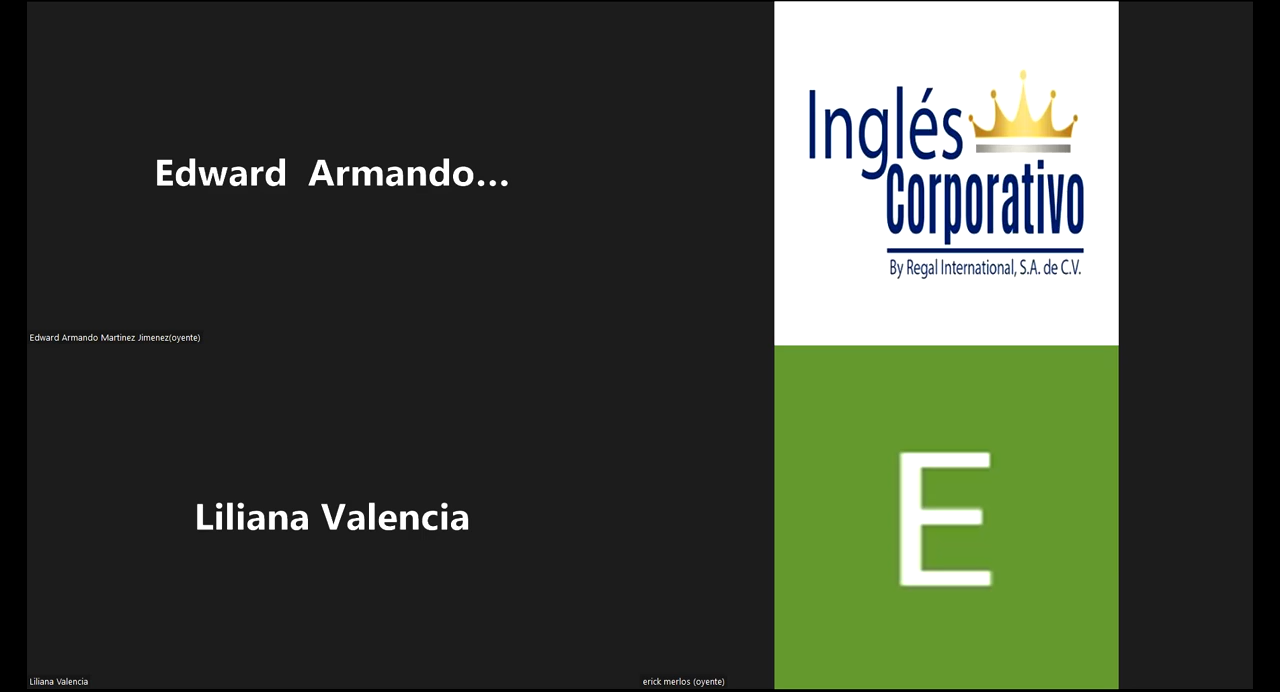 Edward Armando...
Edward Armando Martinez Jimenez(oyente)
Inglés
Corporativo
By Regal International, S.A. de C.V.
Liliana Valencia
Liliana Valencia
E
erick merlos (oyente)